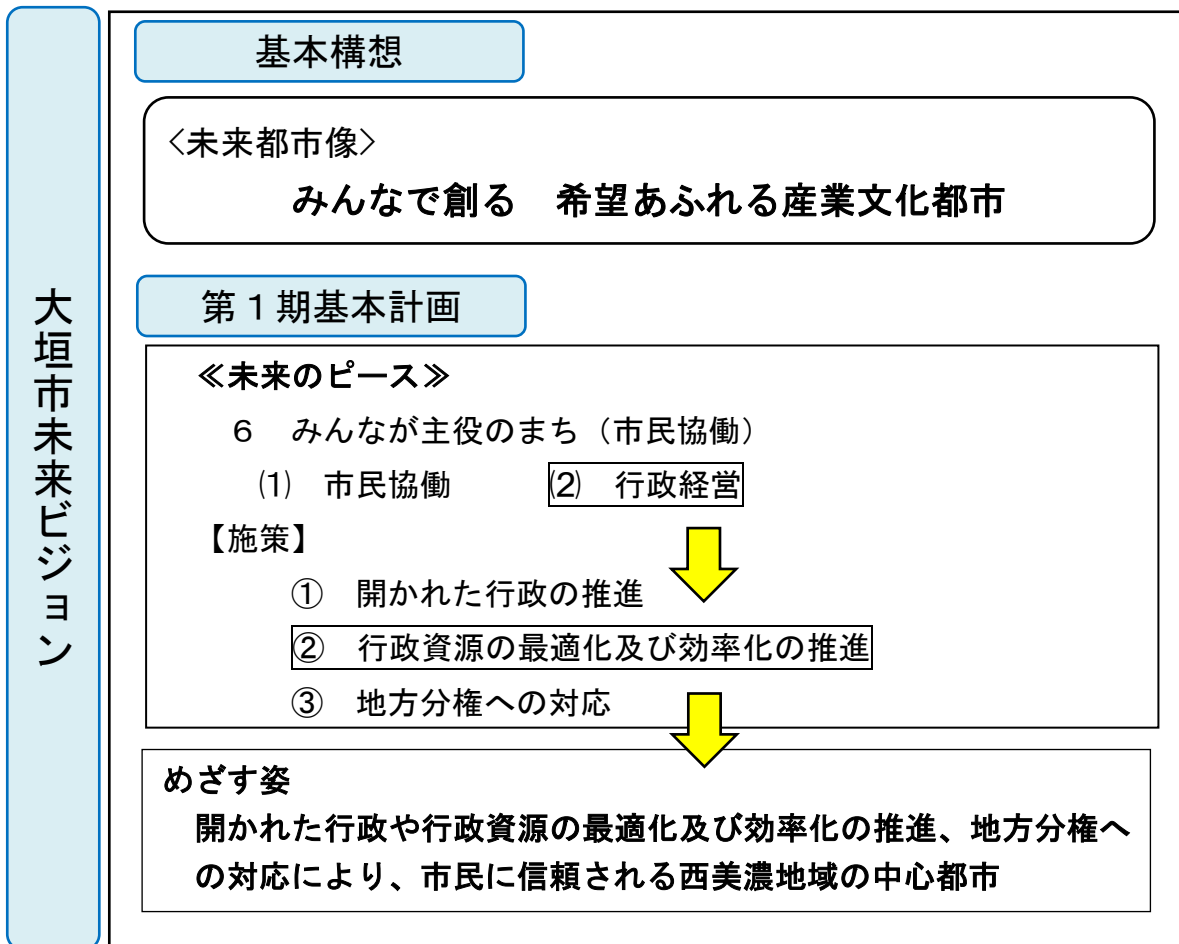 大垣市未来ビジョン
基本構想
<未来都市像>
みんなで創る　希望あふれる産業文化都市
第1期基本計画
≪未来のピース≫
６　みんなが主役のまち（市民協働）
⑴　市民協働　　　⑵　行政経営
【施策】
①　開かれた行政の推進
②　行政資源の最適化及び効率化の推進
③　地方分権への対応
めざす姿
開かれた行政や行政資源の最適化及び効率化の推進、地方分権へ
の対応により、市民に信頼される西美濃地域の中心都市